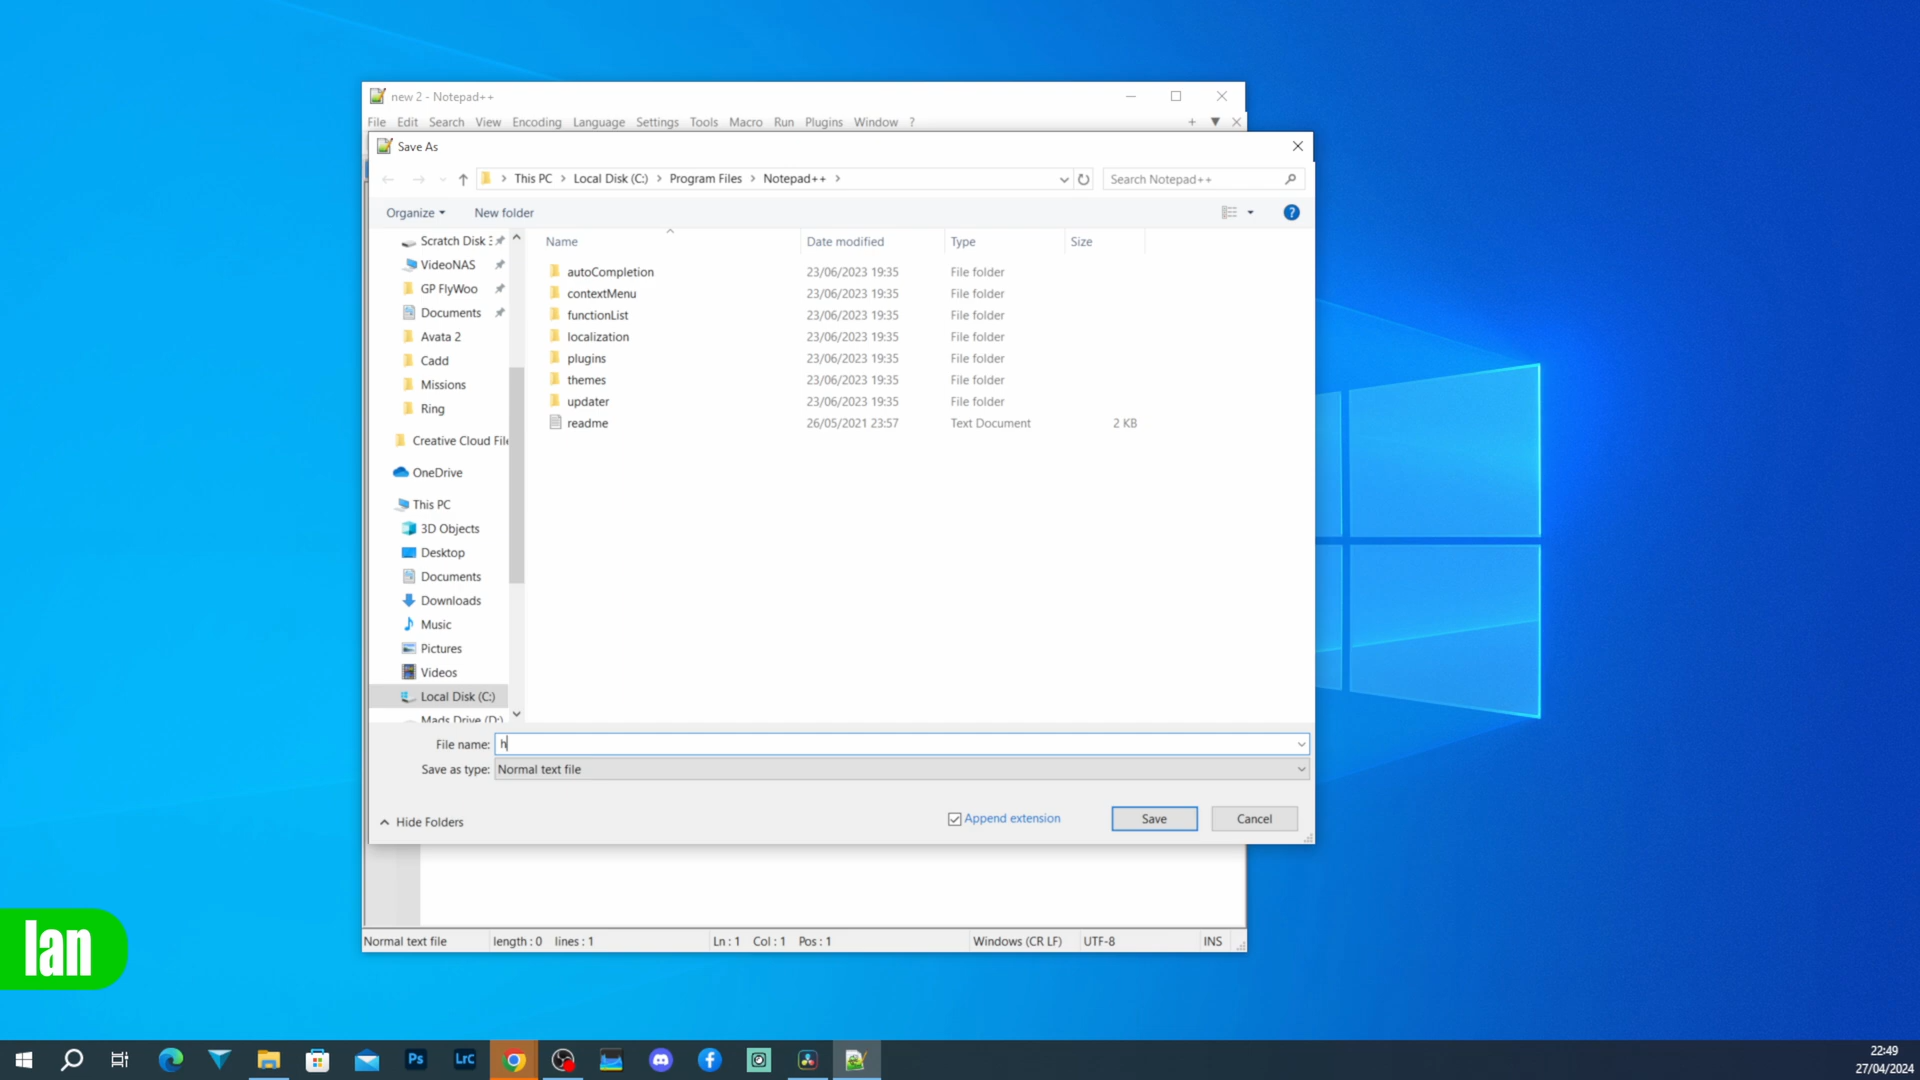 new 2 - Notepad++
File Edit Search View Encoding Language Settings Tools Macro Run Plugins Window ?
Save As
This PC Local Disk (C:) Program Files Notepad++
Search Notepad++
Organize New folder
Name Date modified Type Size
autoCompletion 23/06/2023 19:35 File folder
contextMenu 23/06/2023 19:35 File folder
functionList 23/06/2023 19:35 File folder
localization 23/06/2023 19:35 File folder
plugins 23/06/2023 19:35 File folder
themes 23/06/2023 19:35 File folder
updater 23/06/2023 19:35 File folder
readme 26/05/2021 23:57 Text Document 2 KB
Scratch Disk
VideoNAS
GP FlyWoo
Documents
Avata 2
Cadd
Missions
Ring
Creative Cloud File
OneDrive
This PC
3D Objects
Desktop
Documents
Downloads
Music
Pictures
Videos
Local Disk (C:)
Mads Drive (D:)
File name: h
Save as type: Normal text file
Hide Folders
Append extension
Save
Cancel
Normal text file length : 0 lines : 1 Ln : 1 Col : 1 Pos : 1 Windows (CR LF) UTF-8 INS
Ian
Ps
LrC
22:49
27/04/2024